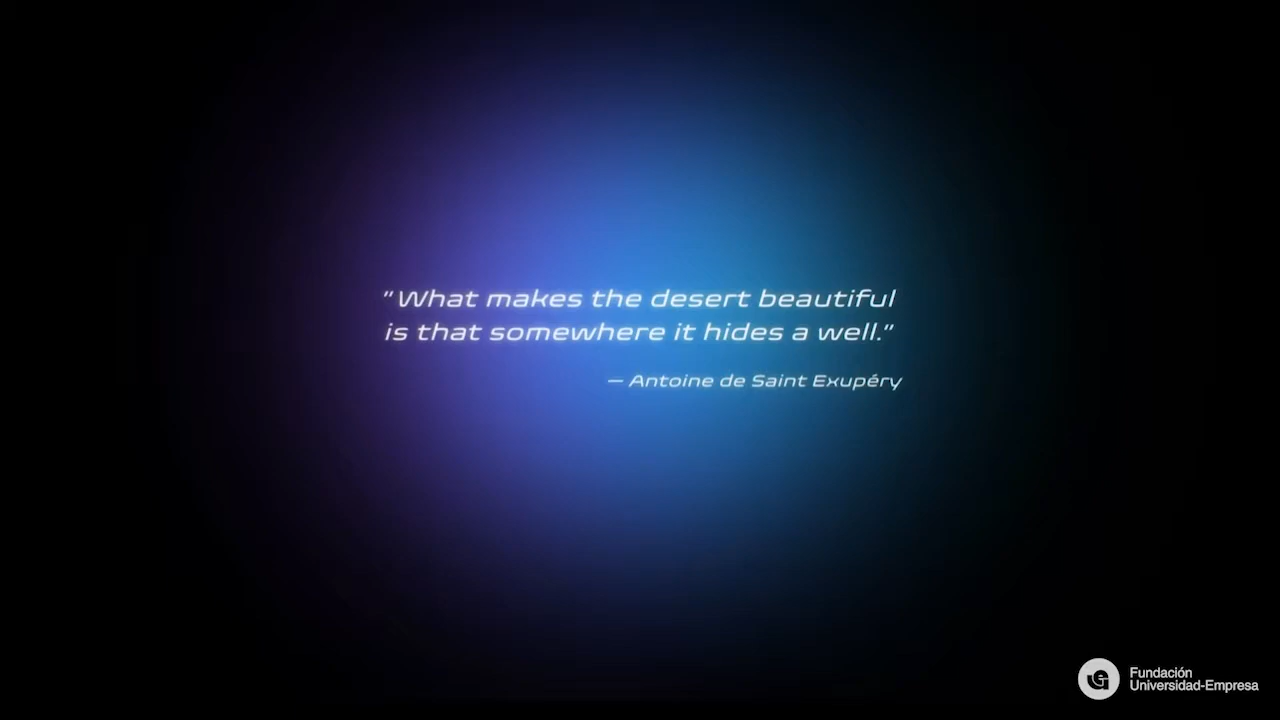 "What makes the desert beautiful
is that somewhere it hides a well."
— Antoine de Saint Exupéry
Fundación
Universidad-Empresa